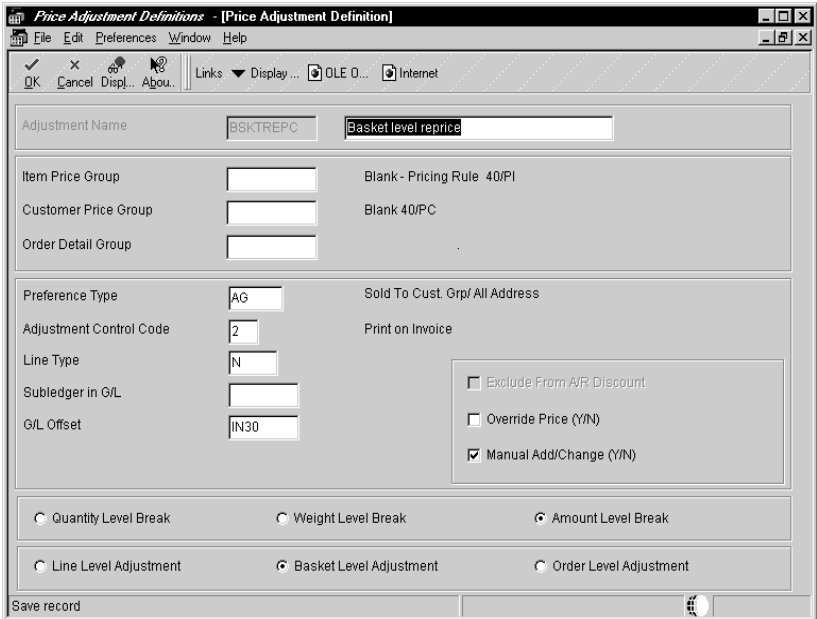 Price Adjustment Definitions - [Price Adjustment Definition]
File Edit Preferences Window Help
OK Cancel Displ... Abou.. Links Display ... OLE O... Internet
Adjustment Name BSKTREPC Basket level reprice
Item Price Group Blank - Pricing Rule 40/PI
Customer Price Group Blank 40/PC
Order Detail Group .
Preference Type AG Sold To Cust. Grp/ All Address
Adjustment Control Code 2 Print on Invoice
Line Type N
Subledger in G/L
G/L Offset IN30
Exclude From A/R Discount
Override Price (Y/N)
Manual Add/Change (Y/N)
Quantity Level Break Weight Level Break Amount Level Break
Line Level Adjustment Basket Level Adjustment Order Level Adjustment
Save record